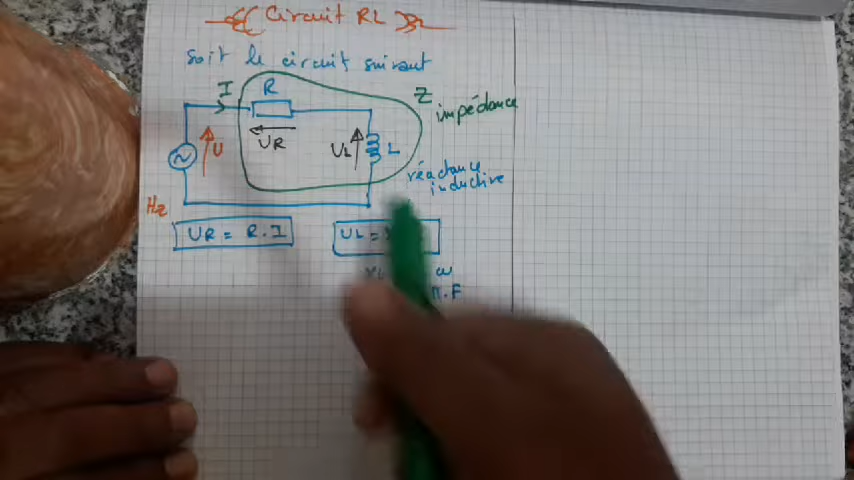 Circuit RL
soit le circuit suivant
I
R
Z
impédance
U
UR
UL
L
réactance
inductive
Hz
UR = R.I
UL =
ω
π.F